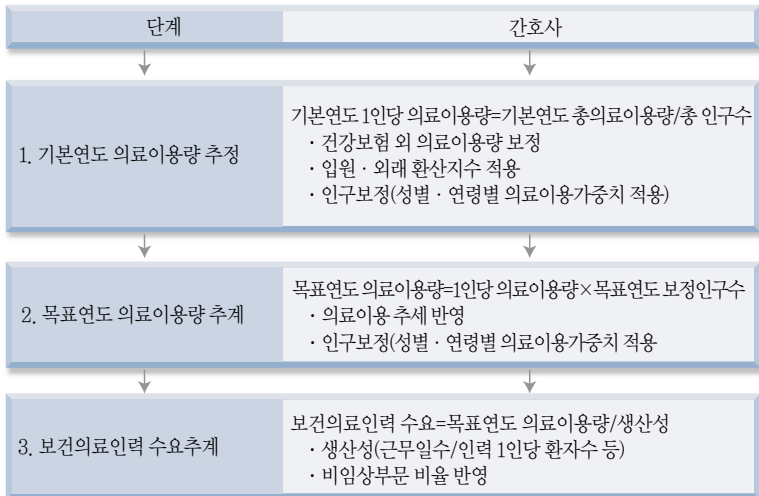 단계
간호사
1. 기본연도 의료이용량 추정
기본연도 1인당 의료이용량=기본연도 총의료이용량/총 인구수
· 건강보험 외 의료이용량 보정
· 입원 · 외래 환산지수 적용
· 인구보정(성별 · 연령별 의료이용가중치 적용)
2. 목표연도 의료이용량 추계
목표연도 의료이용량=1인당 의료이용량×목표연도 보정인구수
· 의료이용 추세 반영
· 인구보정(성별 · 연령별 의료이용가중치 적용
3. 보건의료인력 수요추계
보건의료인력 수요=목표연도 의료이용량/생산성
· 생산성(근무일수/인력 1인당 환자수 등)
· 비임상부문 비율 반영